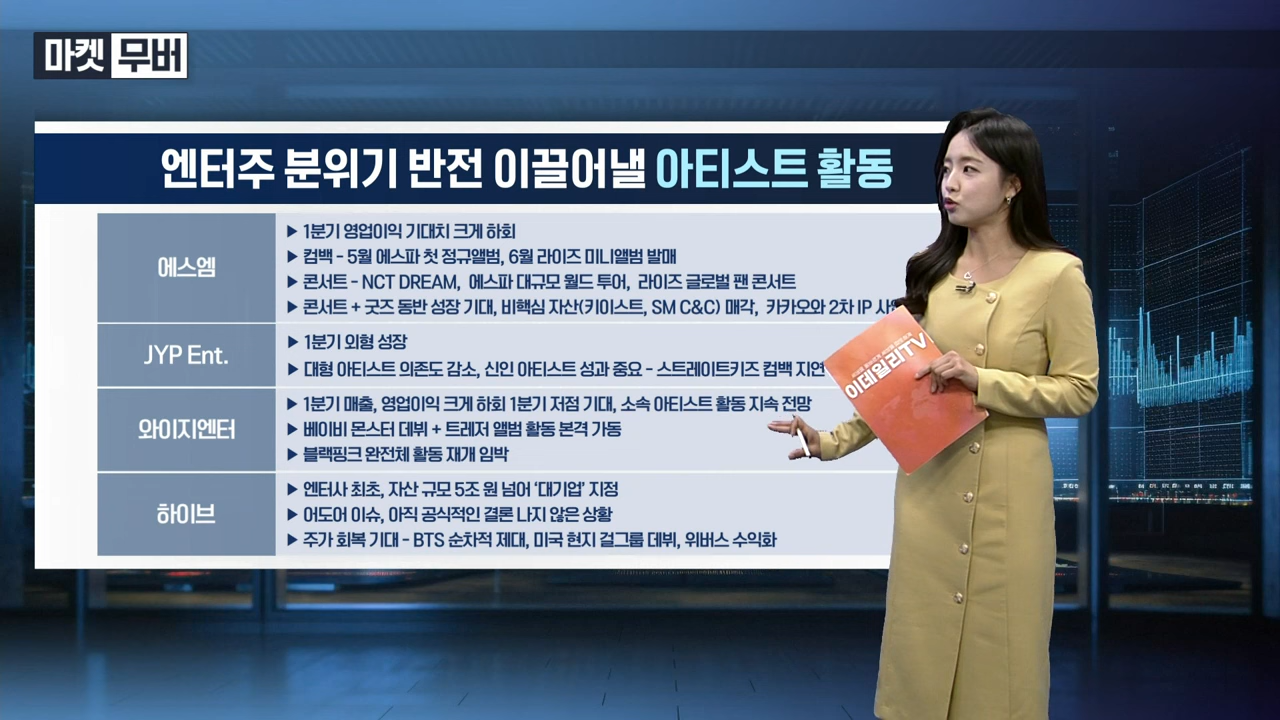 마켓무버
엔터주 분위기 반전 이끌어낼 아티스트 활동
에스엠
▶ 1분기 영업이익 기대치 크게 하회
▶ 컴백 - 5월 에스파 첫 정규앨범, 6월 라이즈 미니앨범 발매
▶ 콘서트 - NCT DREAM, 에스파 대규모 월드 투어, 라이즈 글로벌 팬 콘서트
▶ 콘서트 + 굿즈 동반 성장 기대, 비핵심 자산(키이스트, SM C&C) 매각, 카카오와 2차 IP
JYP Ent.
▶ 1분기 외형 성장
▶ 대형 아티스트 의존도 감소, 신인 아티스트 성과 중요 - 스트레이트키즈 컴백 지연
와이지엔터
▶ 1분기 매출, 영업이익 크게 하회 1분기 저점 기대, 소속 아티스트 활동 지속 전망
▶ 베이비 몬스터 데뷔 + 트레저 앨범 활동 본격 가동
▶ 블랙핑크 완전체 활동 재개 임박
하이브
▶ 엔터사 최초, 자산 규모 5조 원 넘어 ‘대기업’ 지정
▶ 어도어 이슈, 아직 공식적인 결론 나지 않은 상황
▶ 주가 회복 기대 - BTS 순차적 제대, 미국 현지 걸그룹 데뷔, 위버스 수익화
이데일리TV